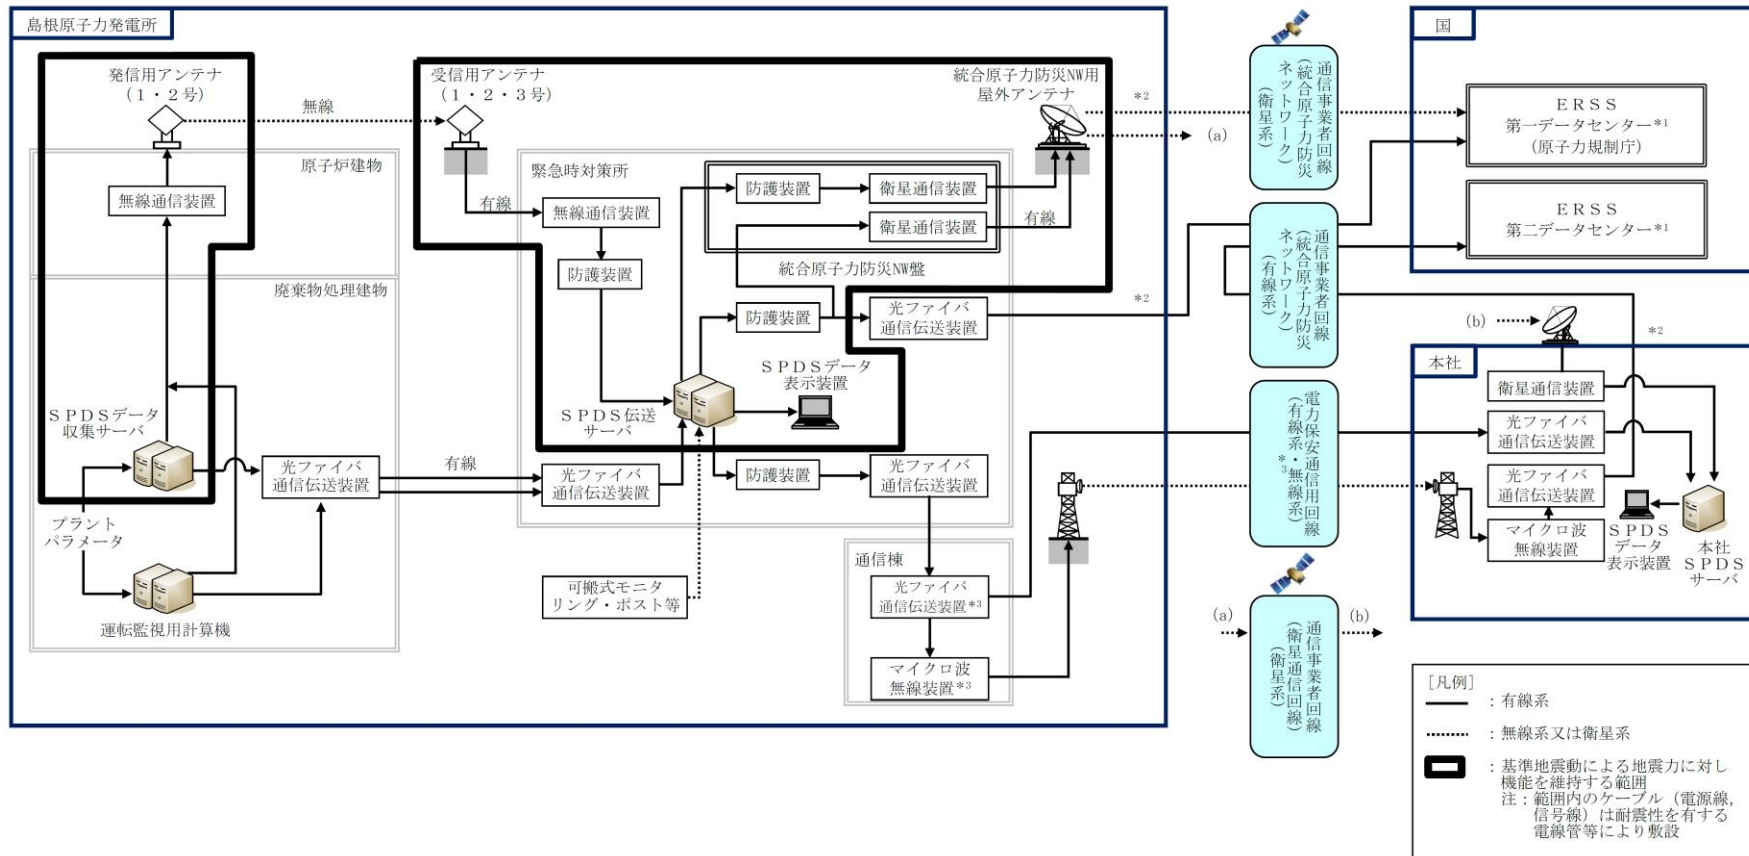 島根原子力発電所
発信用アンテナ
(1・2号)
無線
受信用アンテナ
(1・2・3号)
統合原子力防災NW用
屋外アンテナ
*2
(a)
原子炉建物
無線通信装置
廃棄物処理建物
SPDSデータ
収集サーバ
光ファイバ
通信伝送装置
有線
プラント
パラメータ
運転監視用計算機
緊急時対策所
有線
無線通信装置
防護装置
防護装置
衛星通信装置
衛星通信装置
有線
統合原子力防災NW盤
防護装置
光ファイバ
通信伝送装置
*2
SPDSデータ
表示装置
SPDS伝送
サーバ
光ファイバ
通信伝送装置
防護装置
光ファイバ
通信伝送装置
可搬式モニタ
リング・ポスト等
通信棟
光ファイバ
通信伝送装置*3
マイクロ波
無線装置*3
通信事業者回線
(統合原子力防災
ネットワーク)
(衛星系)
通信事業者回線
(統合原子力防災
ネットワーク)
(有線系)
電力保安通信用回線
(有線系・無線系)
*3
(a)
(b)
通信事業者回線
(衛星通信回線)
(衛星系)
国
ERSS
第一データセンター*1
(原子力規制庁)
ERSS
第二データセンター*1
(b)
*2
本社
衛星通信装置
光ファイバ
通信伝送装置
光ファイバ
通信伝送装置
マイクロ波
無線装置
SPDS
データ
表示装置
本社
SPDS
サーバ
[凡例]
:有線系
:無線系又は衛星系
:基準地震動による地震力に対し
機能を維持する範囲
注:範囲内のケーブル(電源線,
信号線)は耐震性を有する
電線管等により敷設